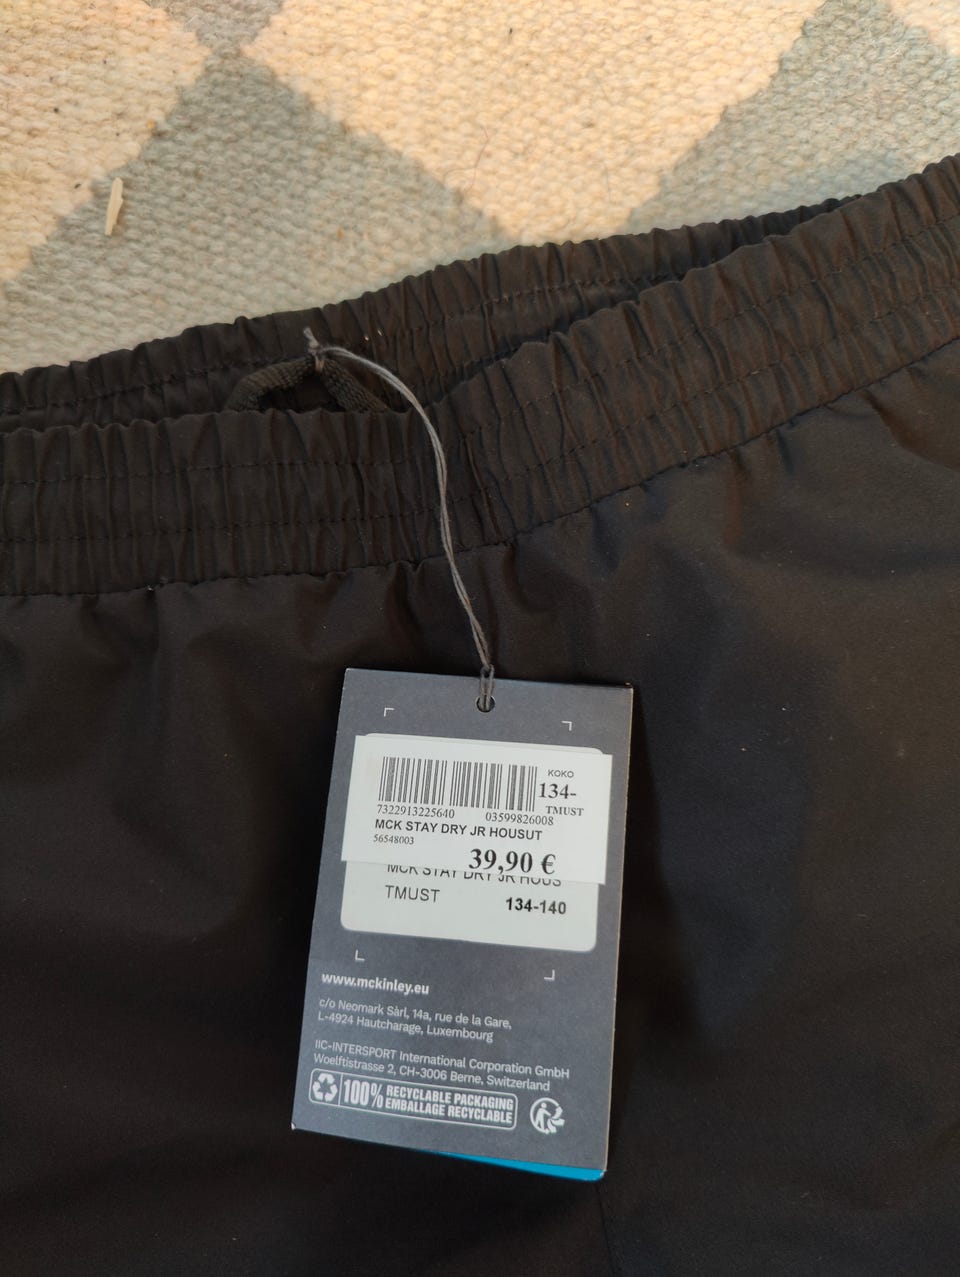 KOKO
134-
TMUST
7322913225640 03599826008
MCK STAY DRY JR HOUSUT
56548003
39,90 €
MCK STAY DRY JR HOUS
TMUST 134-140
www.mckinley.eu
c/o Neomark Sàrl, 14a, rue de la Gare,
L-4924 Hautcharage, Luxembourg
IIC-INTERSPORT International Corporation GmbH
Woelftistrasse 2, CH-3006 Berne, Switzerland
100% RECYCLABLE PACKAGING
EMBALLAGE RECYCLABLE